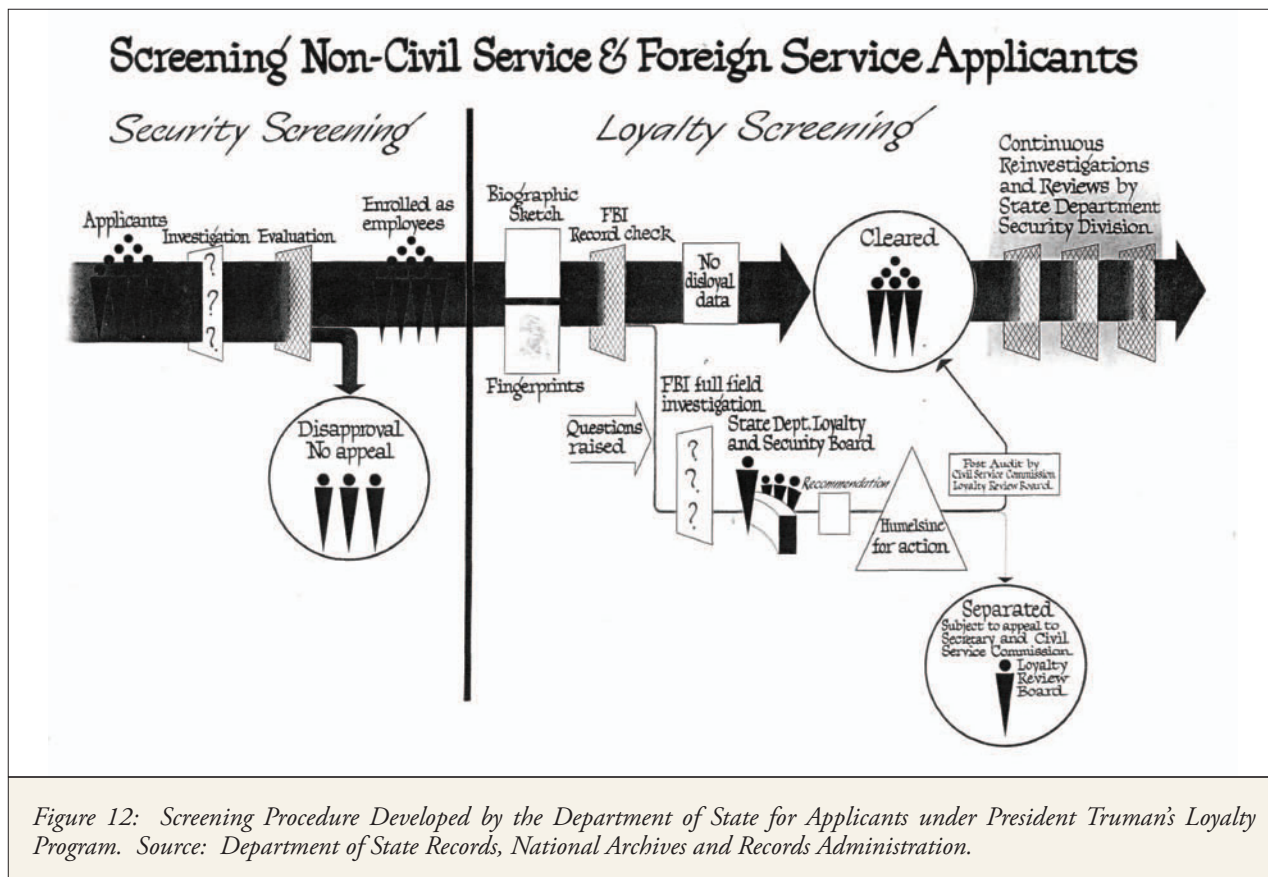 Screening Non-Civil Service & Foreign Service Applicants
Security Screening
Loyalty Screening
Applicants
Investigation
?
?
?
Evaluation
Enrolled as
employees
Disapproval
No appeal
Biographic
Sketch
Fingerprints
FBI
Record check
No
disloyal
data
Cleared
Continuous
Reinvestigations
and Reviews by
State Department
Security Division
Questions
raised
FBI full field
investigation
?
?
?
State Dept. Loyalty
and Security Board
Recommendation
Humelsine
for action
Post Audit by
Civil Service Commission
Loyalty Review Board
Separated
Subject to appeal to
Secretary and Civil
Service Commission
Loyalty
Review
Board
Figure 12: Screening Procedure Developed by the Department of State for Applicants under President Truman's Loyalty
Program. Source: Department of State Records, National Archives and Records Administration.